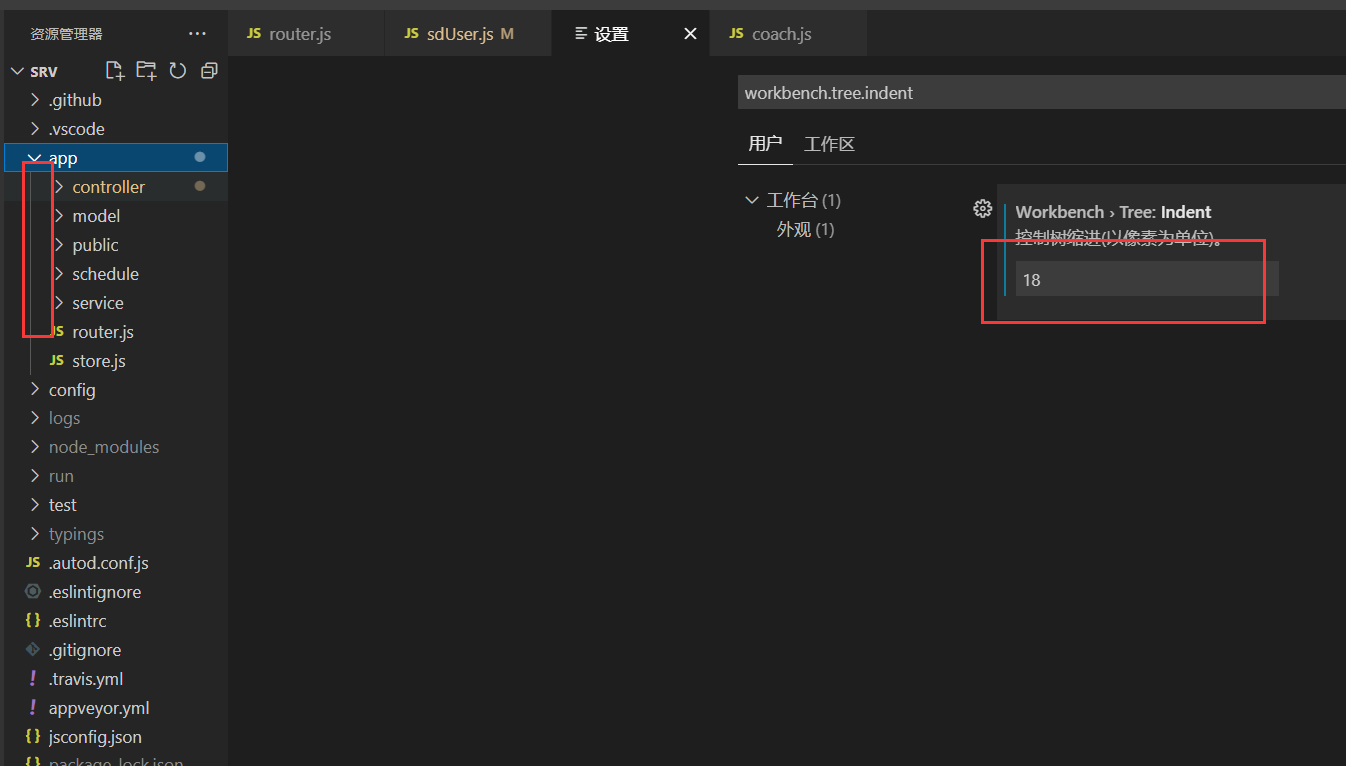 资源管理器 ···
JS router.js
JS sdUser.js M
设置
JS coach.js
SRV
.github
.vscode
app
controller
model
public
schedule
service
JS router.js
JS store.js
config
logs
node_modules
run
test
typings
JS .autod.conf.js
.eslintignore
{} .eslintrc
.gitignore
! .travis.yml
! appveyor.yml
{} jsconfig.json
{} package-lock.json
workbench.tree.indent
用户 工作区
工作台 (1)
外观 (1)
Workbench › Tree: Indent
控制树缩进(以像素为单位)。
18